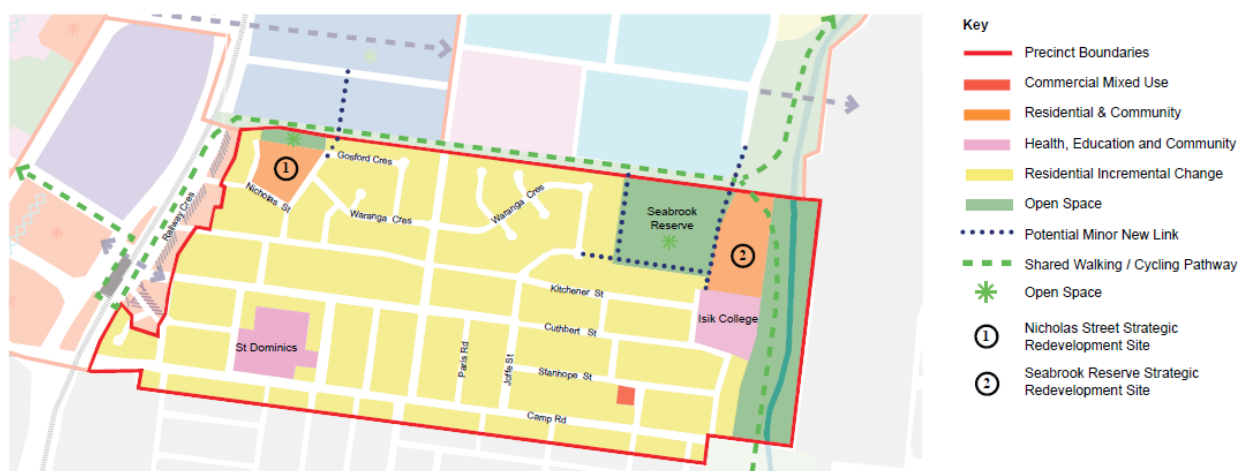 Key
Precinct Boundaries
Commercial Mixed Use
Residential & Community
Health, Education and Community
Residential Incremental Change
Open Space
Potential Minor New Link
Shared Walking / Cycling Pathway
Open Space
1
Nicholas Street Strategic
Redevelopment Site
2
Seabrook Reserve Strategic
Redevelopment Site
Gosford Cres
1
Nicholas St
Railway Cres
Waranga Cres
Waranga Cres
Seabrook
Reserve
2
Kitchener St
Isik College
Cuthbert St
St Dominics
Paris Rd
Joffe St
Stanhope St
Camp Rd